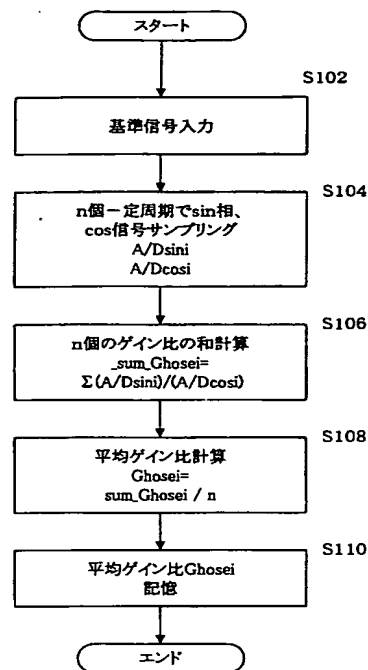 スタート
S102
基準信号入力
S104
n個一定周期でsin相、
cos信号サンプリング
A/Dsini
A/Dcosi
S106
n個のゲイン比の和計算
_sum_Ghosei=
Σ(A/Dsini)/(A/Dcosi)
S108
平均ゲイン比計算
Ghosei=
sum_Ghosei / n
S110
平均ゲイン比Ghosei
記憶
エンド